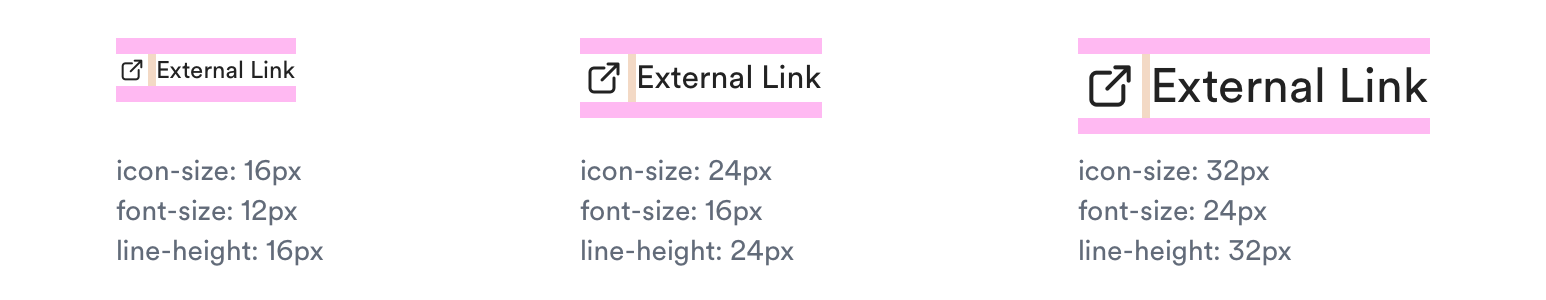 External Link
icon-size: 16px
font-size: 12px
line-height: 16px
External Link
icon-size: 24px
font-size: 16px
line-height: 24px
External Link
icon-size: 32px
font-size: 24px
line-height: 32px